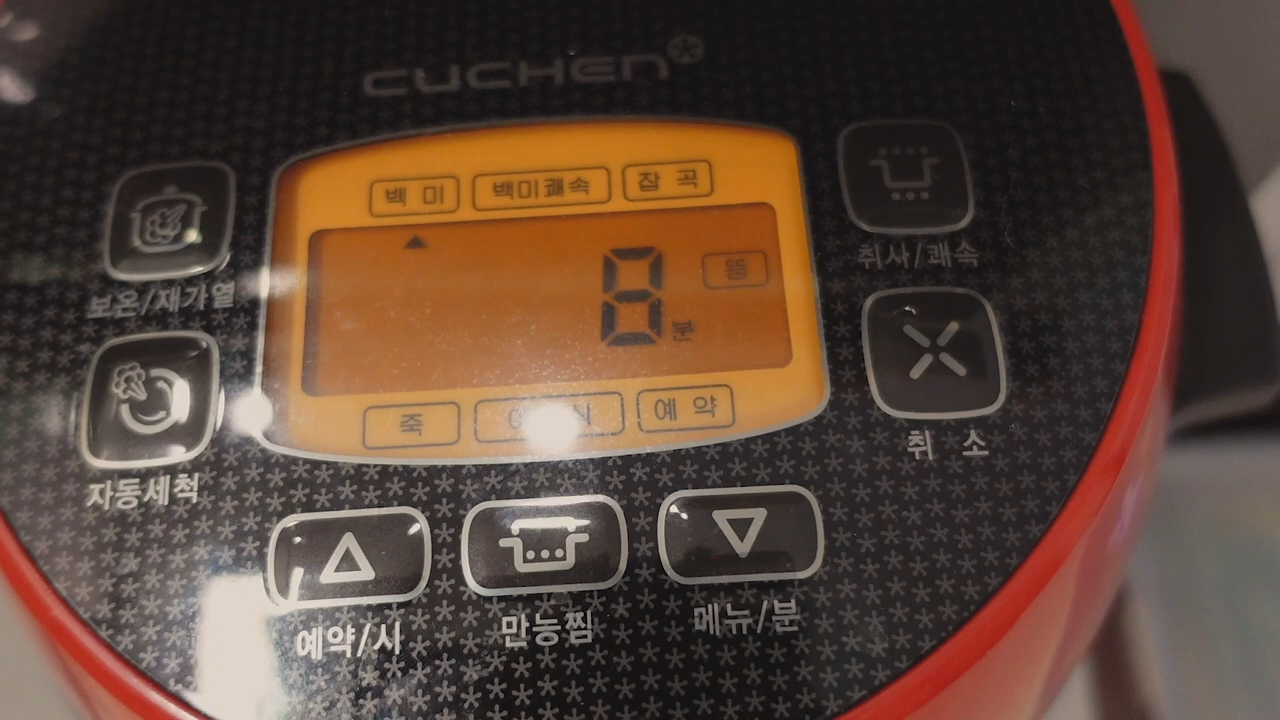 CUCHEN
백미 백미쾌속 잡곡
뜸
8분
죽 예약
보온/재가열
자동세척
취사/쾌속
취소
예약/시
만능찜
메뉴/분